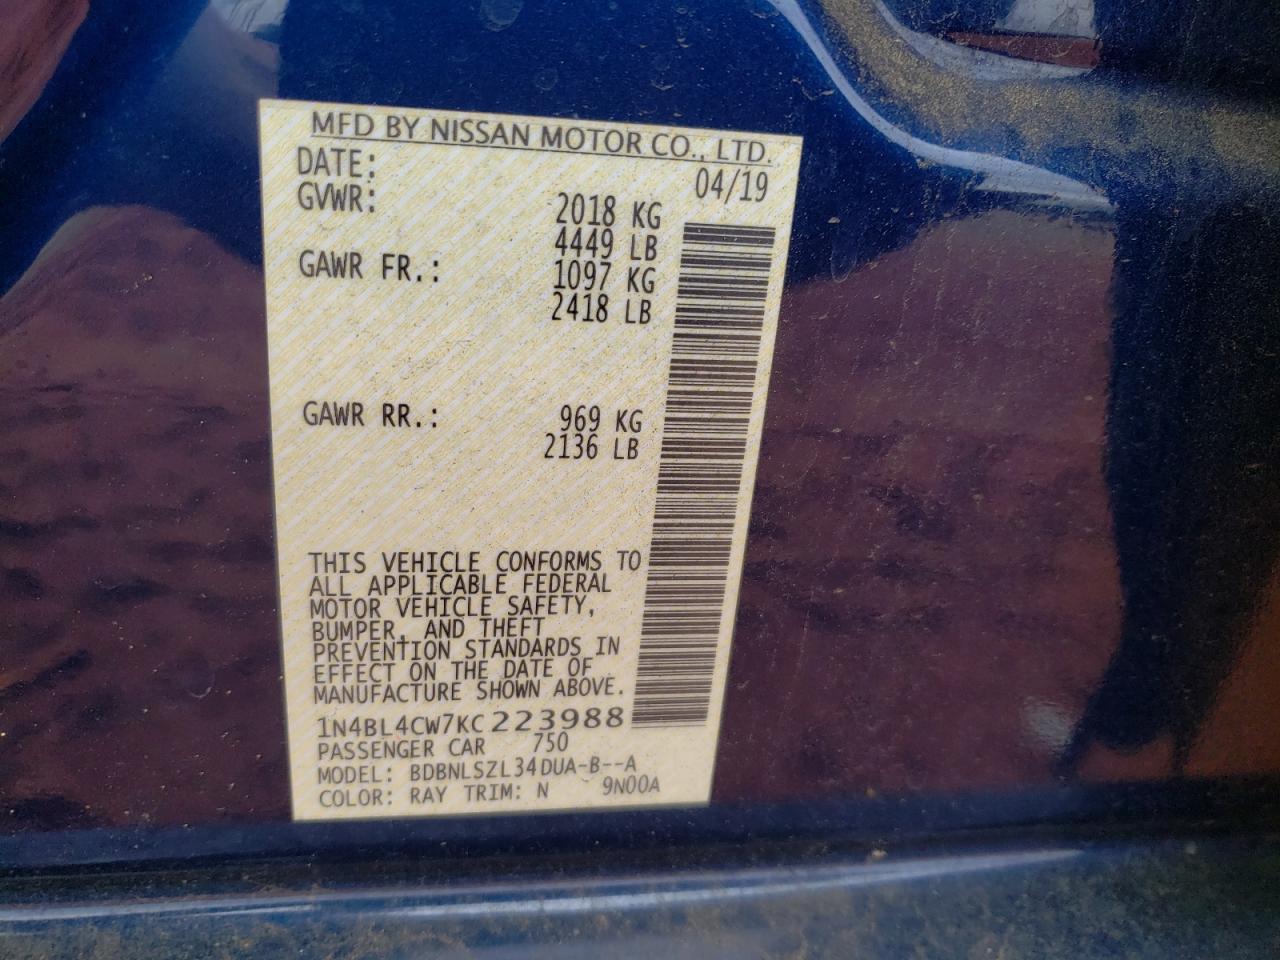 MFD BY NISSAN MOTOR CO., LTD.
DATE: 04/19
GVWR: 2018 KG
4449 LB
GAWR FR.: 1097 KG
2418 LB
GAWR RR.: 969 KG
2136 LB
THIS VEHICLE CONFORMS TO
ALL APPLICABLE FEDERAL
MOTOR VEHICLE SAFETY,
BUMPER, AND THEFT
PREVENTION STANDARDS IN
EFFECT ON THE DATE OF
MANUFACTURE SHOWN ABOVE.
1N4BL4CW7KC223988
PASSENGER CAR 750
MODEL: BDBNLSZL34DUA-B--A
COLOR: RAY TRIM: N 9N00A